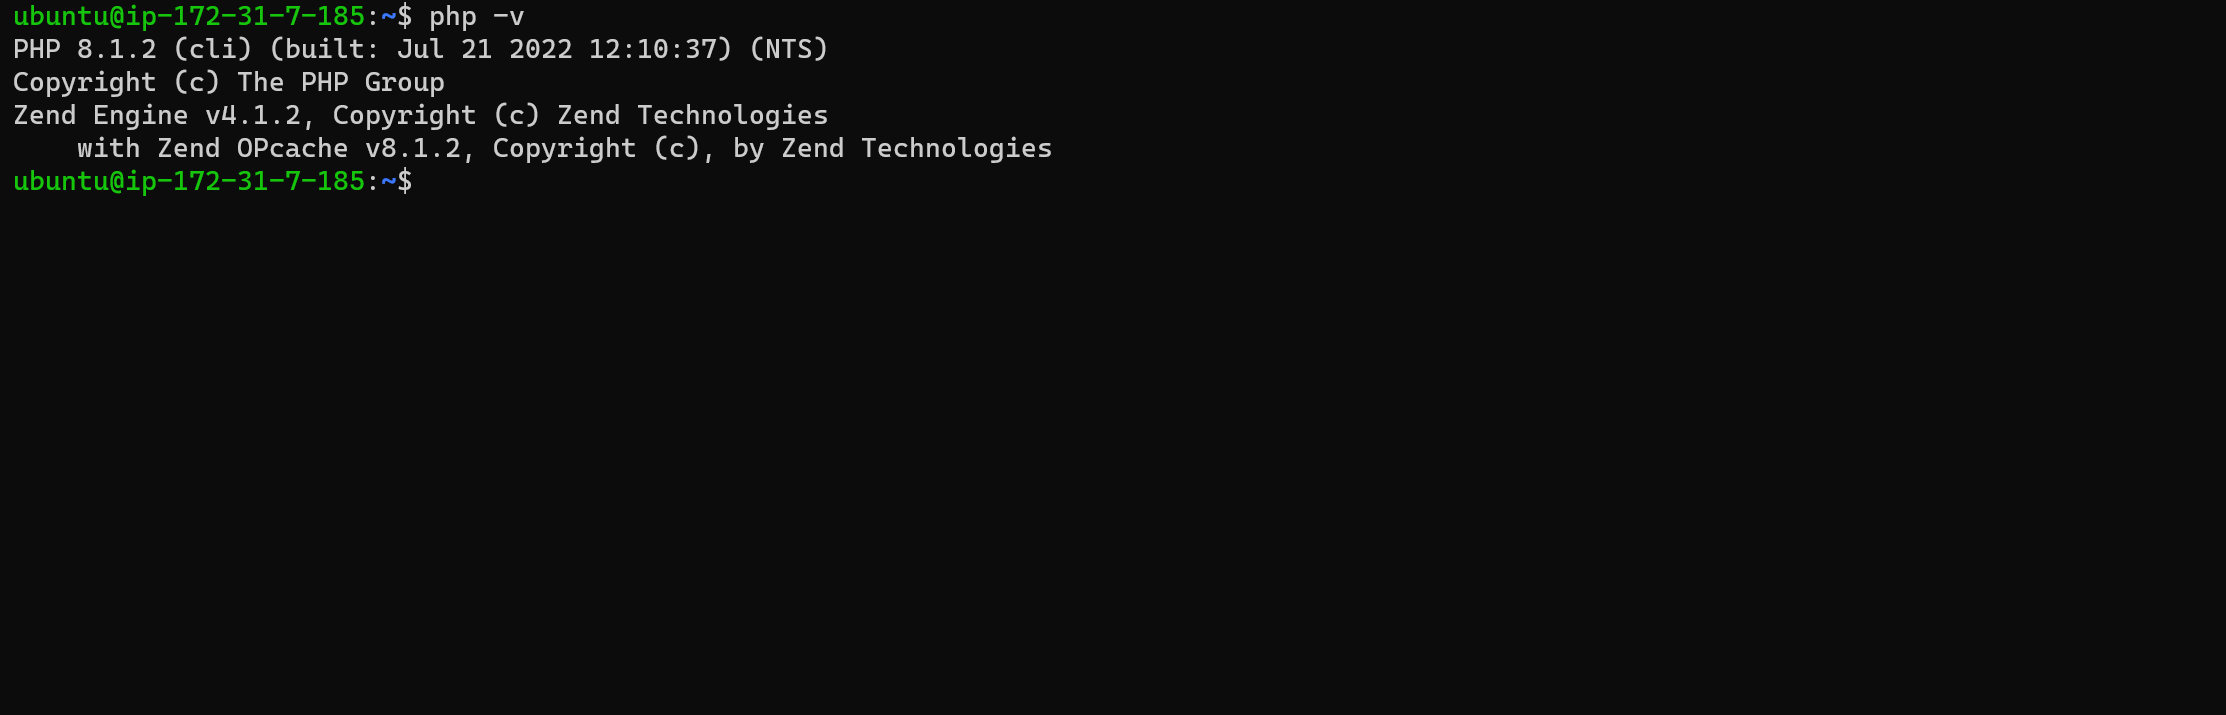 ubuntu@ip-172-31-7-185:~$ php -v
PHP 8.1.2 (cli) (built: Jul 21 2022 12:10:37) (NTS)
Copyright (c) The PHP Group
Zend Engine v4.1.2, Copyright (c) Zend Technologies
    with Zend OPcache v8.1.2, Copyright (c), by Zend Technologies
ubuntu@ip-172-31-7-185:~$